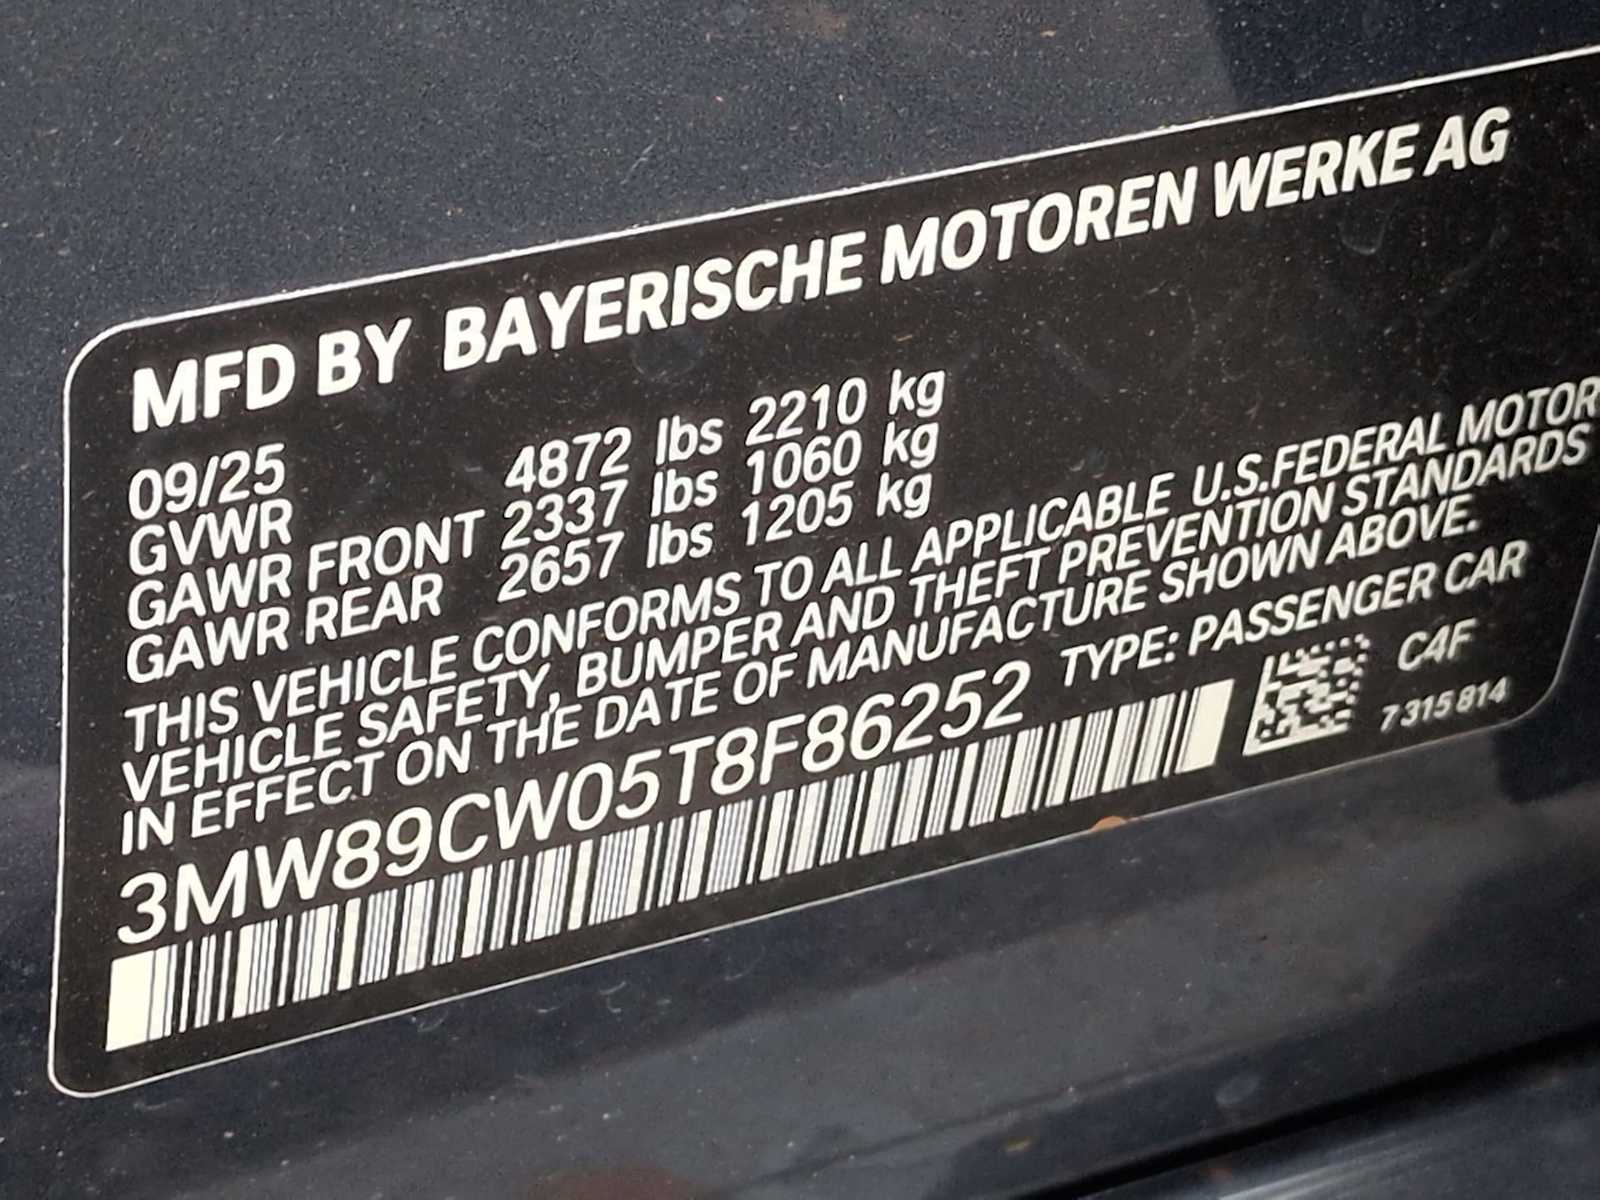 MFD BY BAYERISCHE MOTOREN WERKE AG
09/25
GVWR 4872 lbs 2210 kg
GAWR FRONT 2337 lbs 1060 kg
GAWR REAR 2657 lbs 1205 kg
THIS VEHICLE CONFORMS TO ALL APPLICABLE U.S.FEDERAL MOTOR
VEHICLE SAFETY, BUMPER AND THEFT PREVENTION STANDARDS
IN EFFECT ON THE DATE OF MANUFACTURE SHOWN ABOVE.
3MW89CW05T8F86252 TYPE: PASSENGER CAR
C4F
7 315 814